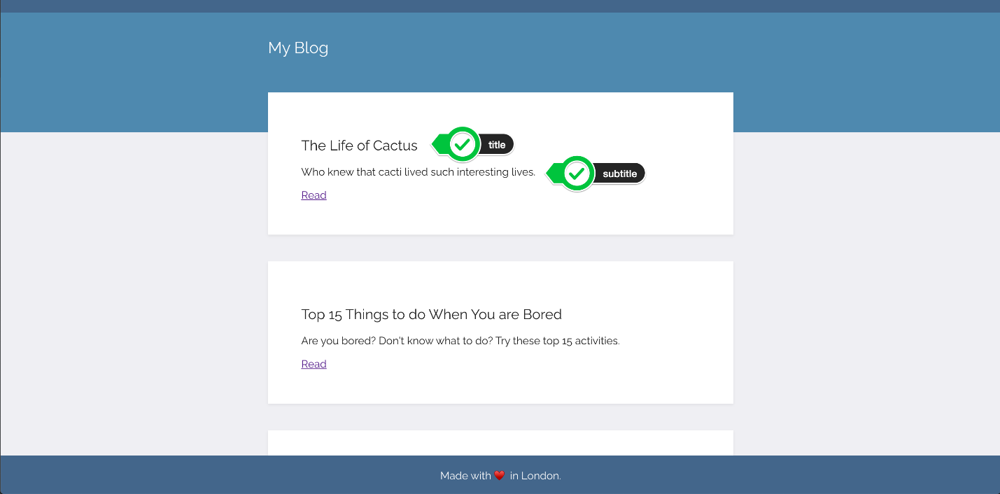 My Blog
The Life of Cactus
title
Who knew that cacti lived such interesting lives.
subtitle
Read
Top 15 Things to do When You are Bored
Are you bored? Don't know what to do? Try these top 15 activities.
Read
Made with ❤️ in London.